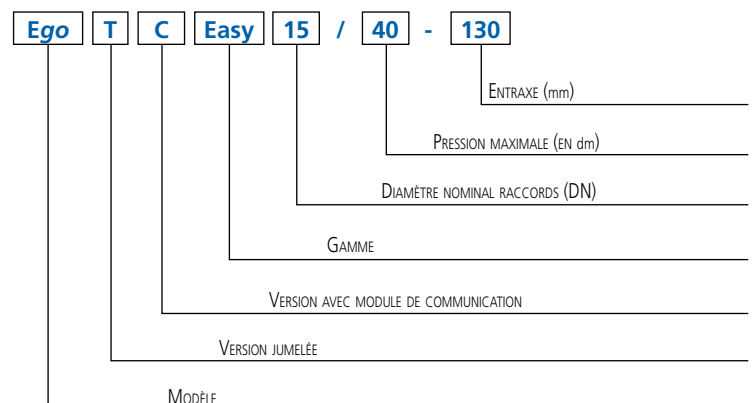 Ego T C Easy 15 / 40 - 130
Entraxe (mm)
Pression maximale (en dm)
Diamètre nominal raccords (DN)
Gamme
Version avec module de communication
Version jumelée
Modèle